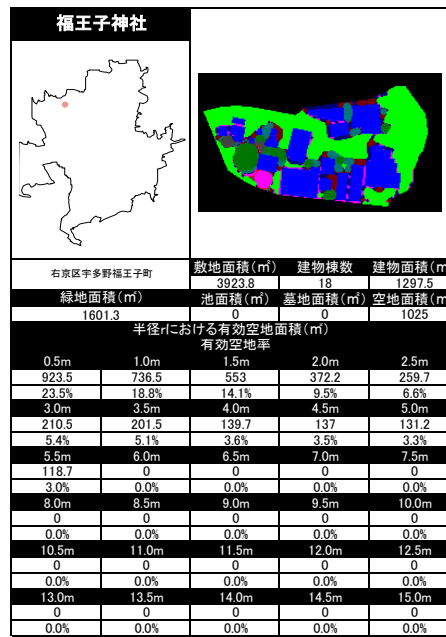 福王子神社
右京区宇多野福王子町
敷地面積(㎡) 建物棟数 建物面積(m
3923.8 18 1297.5
緑地面積(㎡) 池面積(㎡) 墓地面積(㎡) 空地面積(m
1601.3 0 0 1025
半径rにおける有効空地面積(㎡)
有効空地率
0.5m 1.0m 1.5m 2.0m 2.5m
923.5 736.5 553 372.2 259.7
23.5% 18.8% 14.1% 9.5% 6.6%
3.0m 3.5m 4.0m 4.5m 5.0m
210.5 201.5 139.7 137 131.2
5.4% 5.1% 3.6% 3.5% 3.3%
5.5m 6.0m 6.5m 7.0m 7.5m
118.7 0 0 0 0
3.0% 0.0% 0.0% 0.0% 0.0%
8.0m 8.5m 9.0m 9.5m 10.0m
0 0 0 0 0
0.0% 0.0% 0.0% 0.0% 0.0%
10.5m 11.0m 11.5m 12.0m 12.5m
0 0 0 0 0
0.0% 0.0% 0.0% 0.0% 0.0%
13.0m 13.5m 14.0m 14.5m 15.0m
0 0 0 0 0
0.0% 0.0% 0.0% 0.0% 0.0%